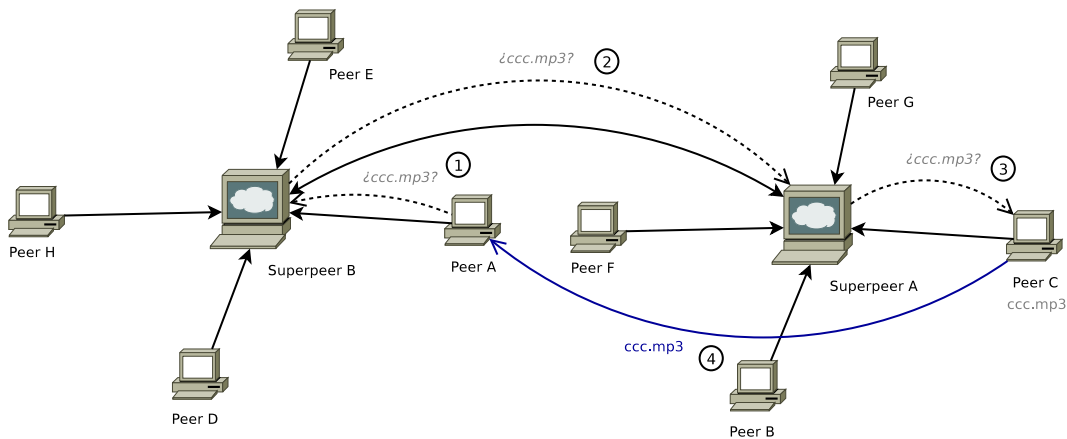 Peer E
¿ccc.mp3?
2
Peer G
¿ccc.mp3?
1
¿ccc.mp3?
3
Peer H
Superpeer B
Peer A
Peer F
Superpeer A
Peer C
ccc.mp3
ccc.mp3
4
Peer D
Peer B